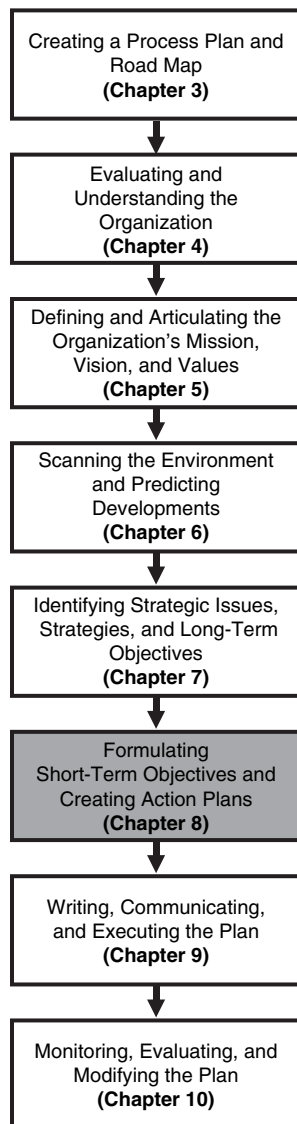 Creating a Process Plan and
Road Map
(Chapter 3)
Evaluating and
Understanding the
Organization
(Chapter 4)
Defining and Articulating the
Organization’s Mission,
Vision, and Values
(Chapter 5)
Scanning the Environment
and Predicting
Developments
(Chapter 6)
Identifying Strategic Issues,
Strategies, and Long-Term
Objectives
(Chapter 7)
Formulating
Short-Term Objectives and
Creating Action Plans
(Chapter 8)
Writing, Communicating,
and Executing the Plan
(Chapter 9)
Monitoring, Evaluating, and
Modifying the Plan
(Chapter 10)